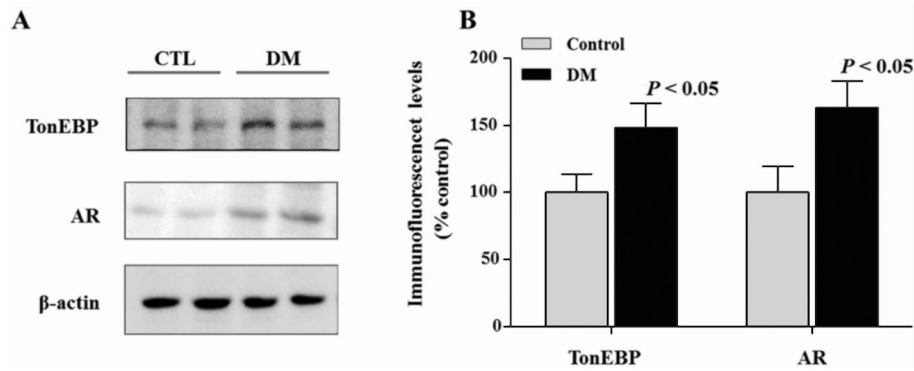 A
CTL DM
TonEBP
AR
β-actin
B
Immunofluorescencet levels
(% control)
200
150
100
50
0
Control
DM
P < 0.05
P < 0.05
TonEBP
AR